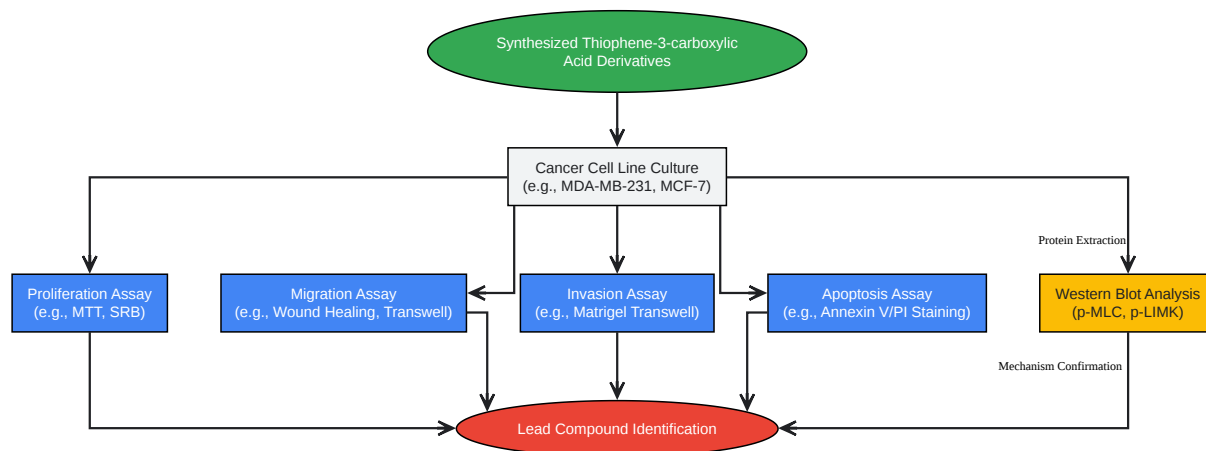 Synthesized Thiophene-3-carboxylic
Acid Derivatives
Cancer Cell Line Culture
(e.g., MDA-MB-231, MCF-7)
Protein Extraction
Proliferation Assay
(e.g., MTT, SRB)
Migration Assay
(e.g., Wound Healing, Transwell)
Invasion Assay
(e.g., Matrigel Transwell)
Apoptosis Assay
(e.g., Annexin V/PI Staining)
Western Blot Analysis
(p-MLC, p-LIMK)
Mechanism Confirmation
Lead Compound Identification